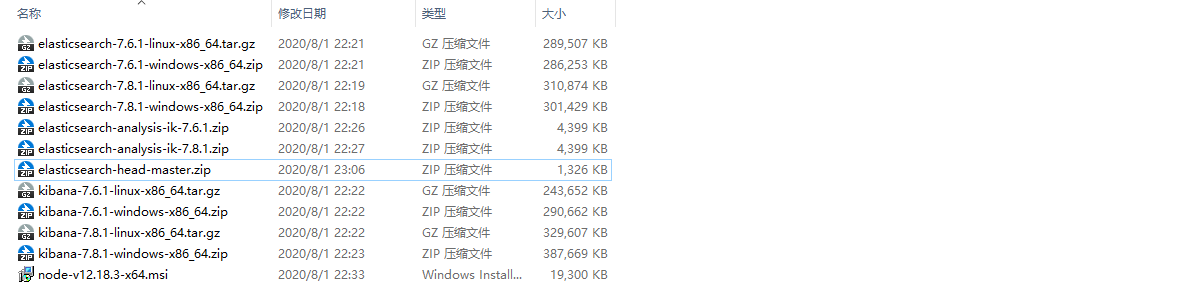 名称 修改日期 类型 大小
elasticsearch-7.6.1-linux-x86_64.tar.gz 2020/8/1 22:21 GZ 压缩文件 289,507 KB
elasticsearch-7.6.1-windows-x86_64.zip 2020/8/1 22:21 ZIP 压缩文件 286,253 KB
elasticsearch-7.8.1-linux-x86_64.tar.gz 2020/8/1 22:19 GZ 压缩文件 310,874 KB
elasticsearch-7.8.1-windows-x86_64.zip 2020/8/1 22:18 ZIP 压缩文件 301,429 KB
elasticsearch-analysis-ik-7.6.1.zip 2020/8/1 22:26 ZIP 压缩文件 4,399 KB
elasticsearch-analysis-ik-7.8.1.zip 2020/8/1 22:27 ZIP 压缩文件 4,399 KB
elasticsearch-head-master.zip 2020/8/1 23:06 ZIP 压缩文件 1,326 KB
kibana-7.6.1-linux-x86_64.tar.gz 2020/8/1 22:22 GZ 压缩文件 243,652 KB
kibana-7.6.1-windows-x86_64.zip 2020/8/1 22:22 ZIP 压缩文件 290,662 KB
kibana-7.8.1-linux-x86_64.tar.gz 2020/8/1 22:22 GZ 压缩文件 329,607 KB
kibana-7.8.1-windows-x86_64.zip 2020/8/1 22:23 ZIP 压缩文件 387,669 KB
node-v12.18.3-x64.msi 2020/8/1 22:33 Windows Install... 19,300 KB